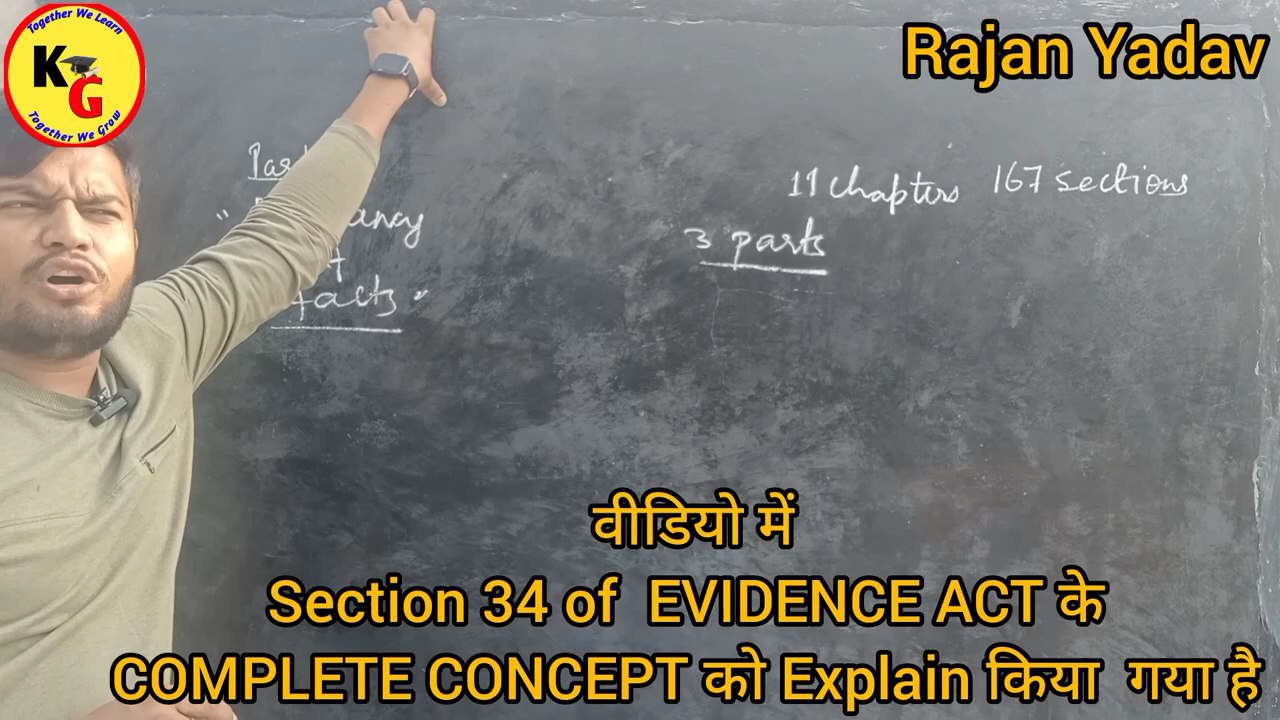 Together We Learn
KG
Together We Grow
Rajan Yadav
11 chapters 167 sections
3 parts
facts"
वीडियो में
Section 34 of EVIDENCE ACT के
COMPLETE CONCEPT को Explain किया गया है